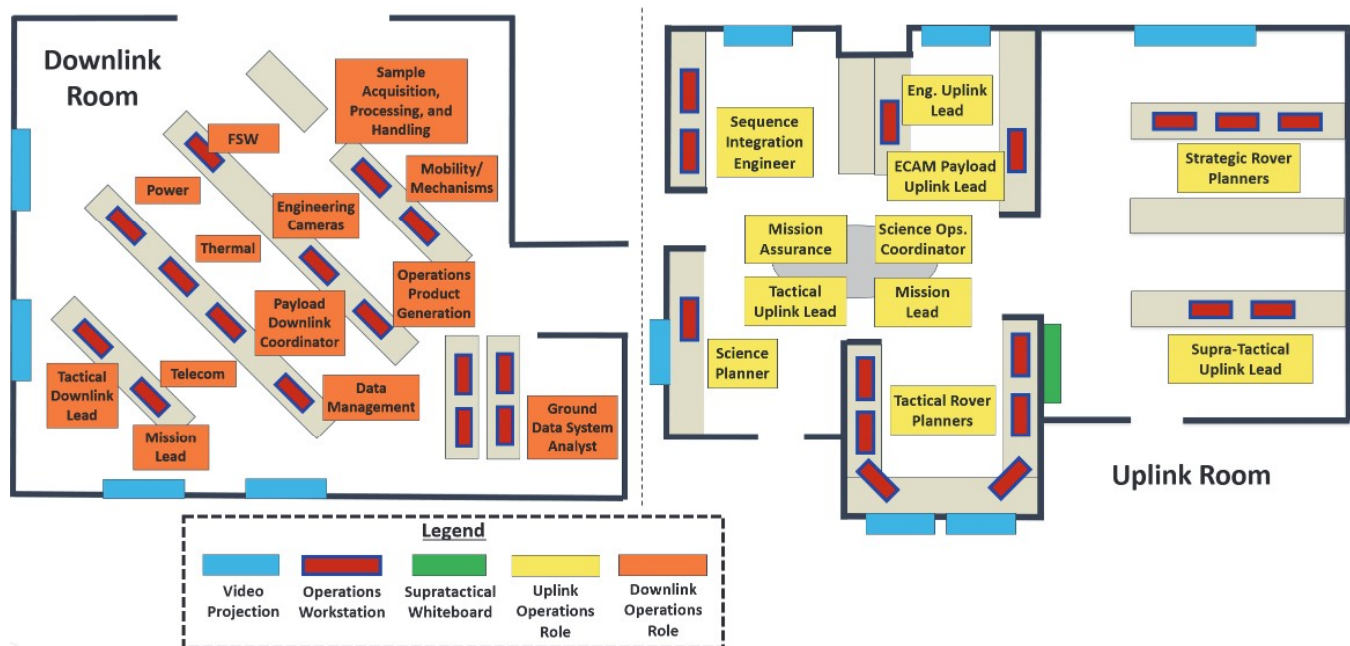 Downlink
Room
Sample
Acquisition,
Processing, and
Handling
FSW
Mobility/
Mechanisms
Power
Engineering
Cameras
Thermal
Operations
Product
Generation
Payload
Downlink
Coordinator
Tactical
Downlink
Lead
Telecom
Data
Management
Mission
Lead
Ground
Data System
Analyst
Sequence
Integration
Engineer
Eng. Uplink
Lead
ECAM Payload
Uplink Lead
Strategic Rover
Planners
Mission
Assurance
Science Ops.
Coordinator
Tactical
Uplink Lead
Mission
Lead
Science
Planner
Supra-Tactical
Uplink Lead
Tactical Rover
Planners
Uplink Room
Legend
Video
Projection
Operations
Workstation
Supratactical
Whiteboard
Uplink
Operations
Role
Downlink
Operations
Role